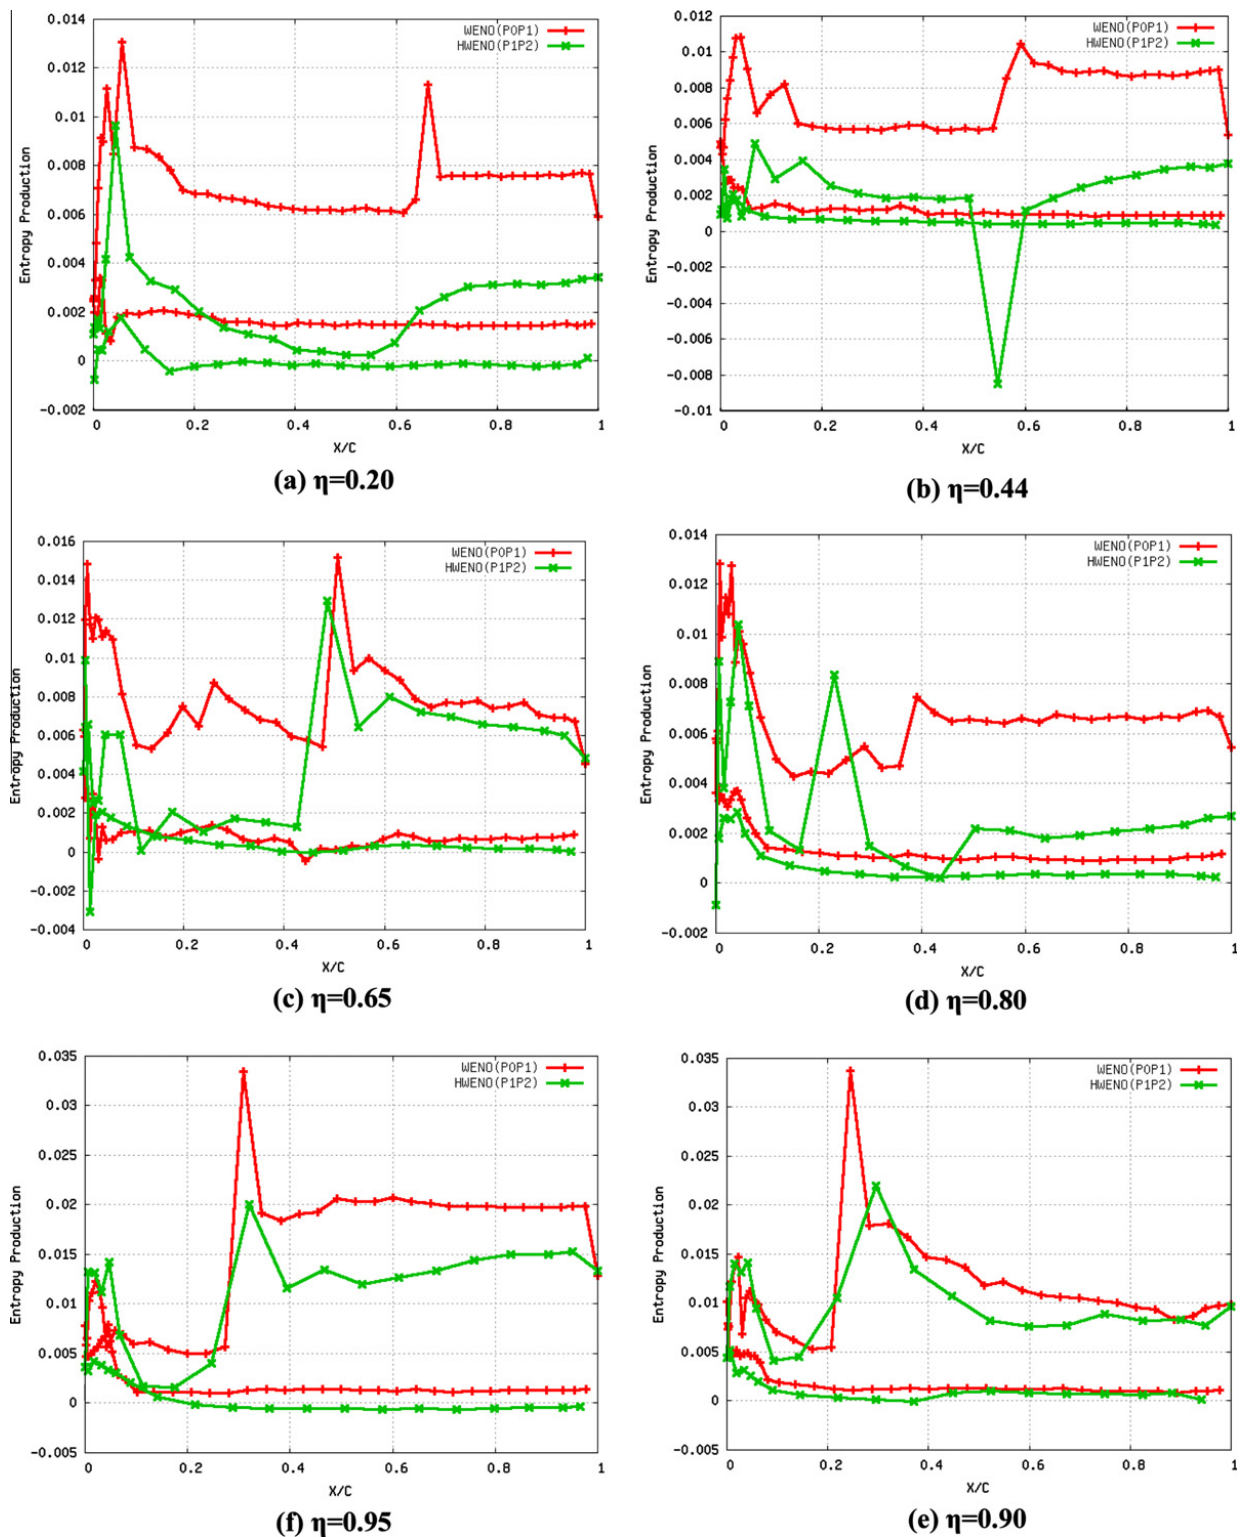 0.014
0.012
0.01
0.008
0.006
0.004
0.002
0
-0.002
Entropy Production
WENO(P0P1)
HWENO(P1P2)
0 0.2 0.4 0.6 0.8 1
X/C
(a) η=0.20
0.012
0.01
0.008
0.006
0.004
0.002
0
-0.002
-0.004
-0.006
-0.008
-0.01
Entropy Production
WENO(P0P1)
HWENO(P1P2)
0 0.2 0.4 0.6 0.8 1
X/C
(b) η=0.44
0.016
0.014
0.012
0.01
0.008
0.006
0.004
0.002
0
-0.002
-0.004
Entropy Production
WENO(P0P1)
HWENO(P1P2)
0 0.2 0.4 0.6 0.8 1
X/C
(c) η=0.65
0.014
0.012
0.01
0.008
0.006
0.004
0.002
0
-0.002
Entropy Production
WENO(P0P1)
HWENO(P1P2)
0 0.2 0.4 0.6 0.8 1
X/C
(d) η=0.80
0.035
0.03
0.025
0.02
0.015
0.01
0.005
0
-0.005
Entropy Production
WENO(P0P1)
HWENO(P1P2)
0 0.2 0.4 0.6 0.8 1
X/C
(f) η=0.95
0.035
0.03
0.025
0.02
0.015
0.01
0.005
0
-0.005
Entropy Production
WENO(P0P1)
HWENO(P1P2)
0 0.2 0.4 0.6 0.8 1
X/C
(e) η=0.90